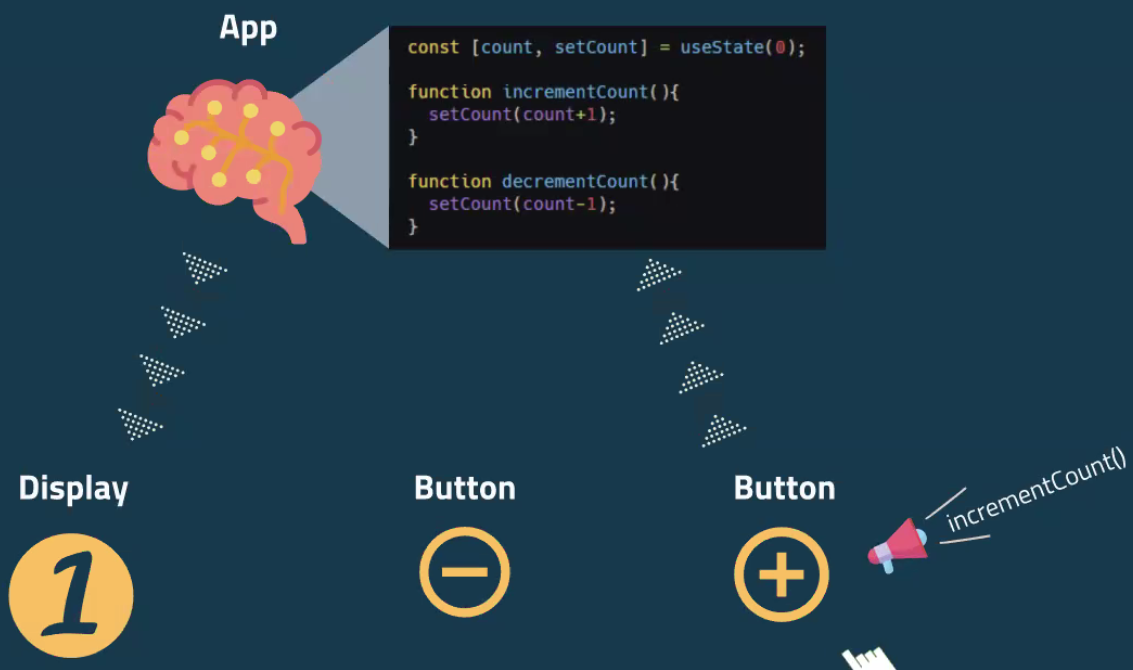 App
const [count, setCount] = useState(0);
function incrementCount(){
  setCount(count+1);
}
function decrementCount(){
  setCount(count-1);
}
Display
Button
Button
incrementCount()
1